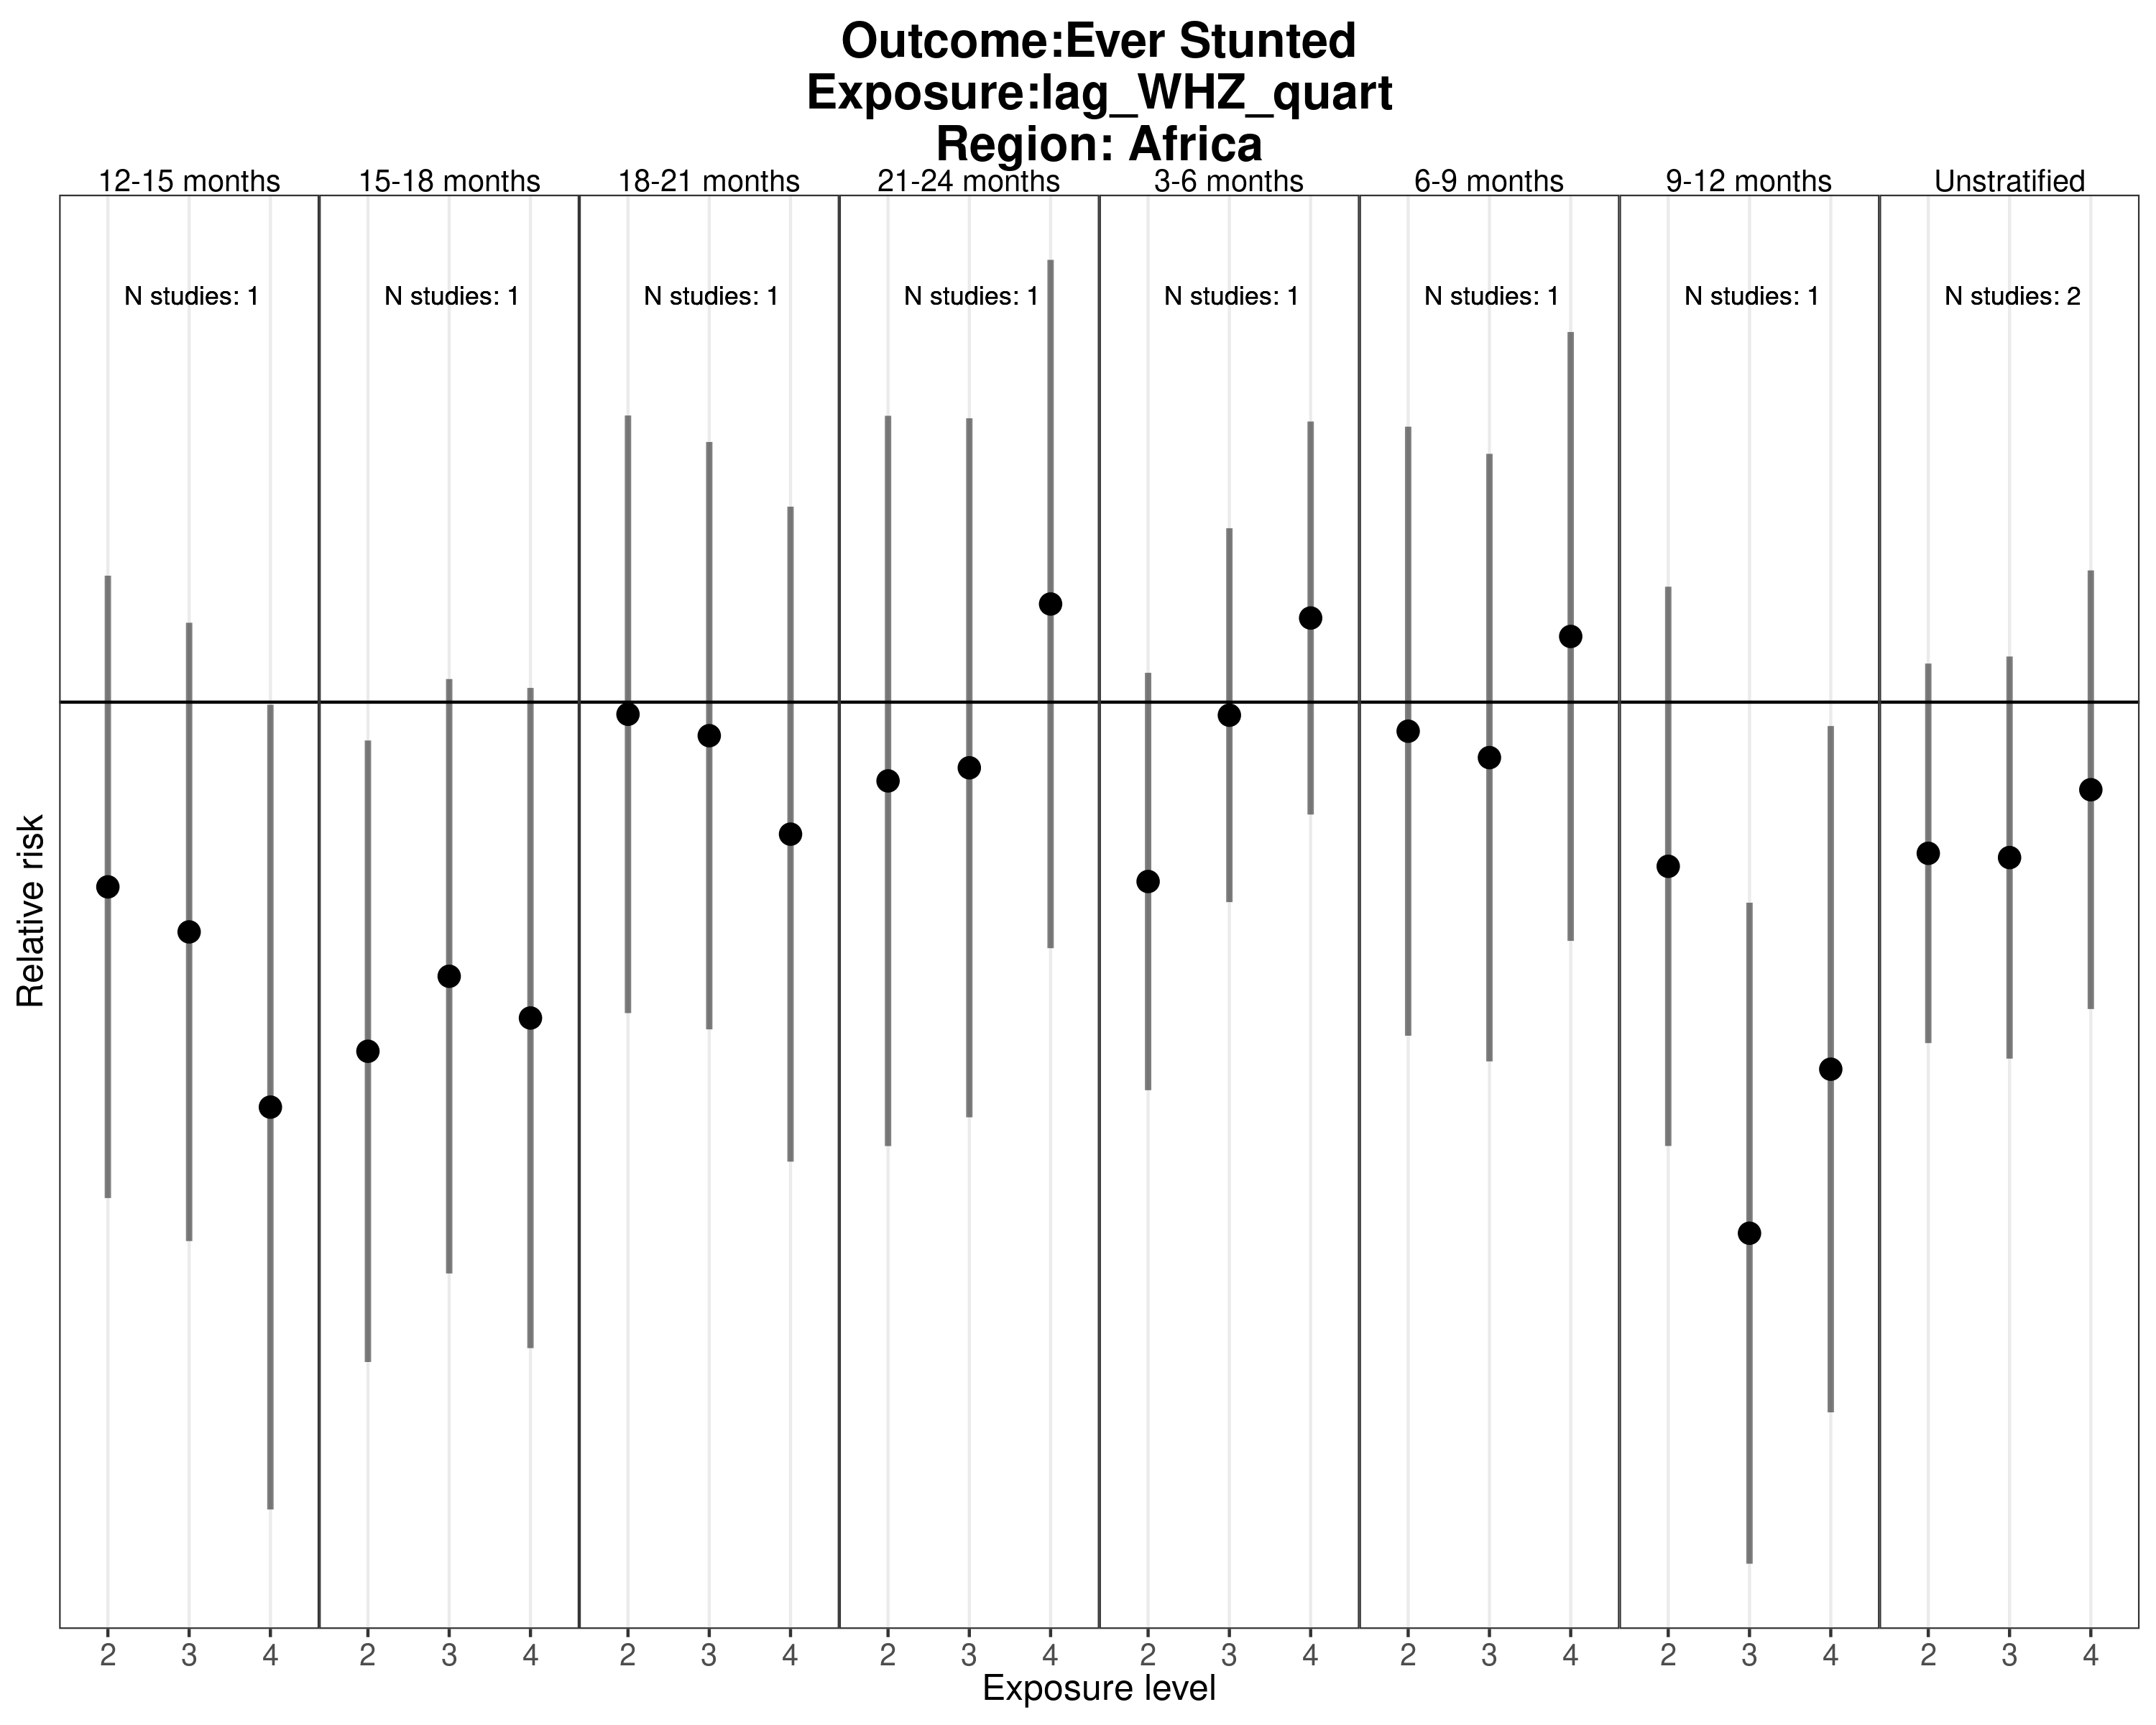 Outcome:Ever Stunted
Exposure:lag_WHZ_quart
Region: Africa
12-15 months 15-18 months 18-21 months 21-24 months 3-6 months 6-9 months 9-12 months Unstratified
N studies: 1 N studies: 1 N studies: 1 N studies: 1 N studies: 1 N studies: 1 N studies: 1 N studies: 2
Relative risk
2 3 4 2 3 4 2 3 4 2 3 4 2 3 4 2 3 4 2 3 4 2 3 4
Exposure level